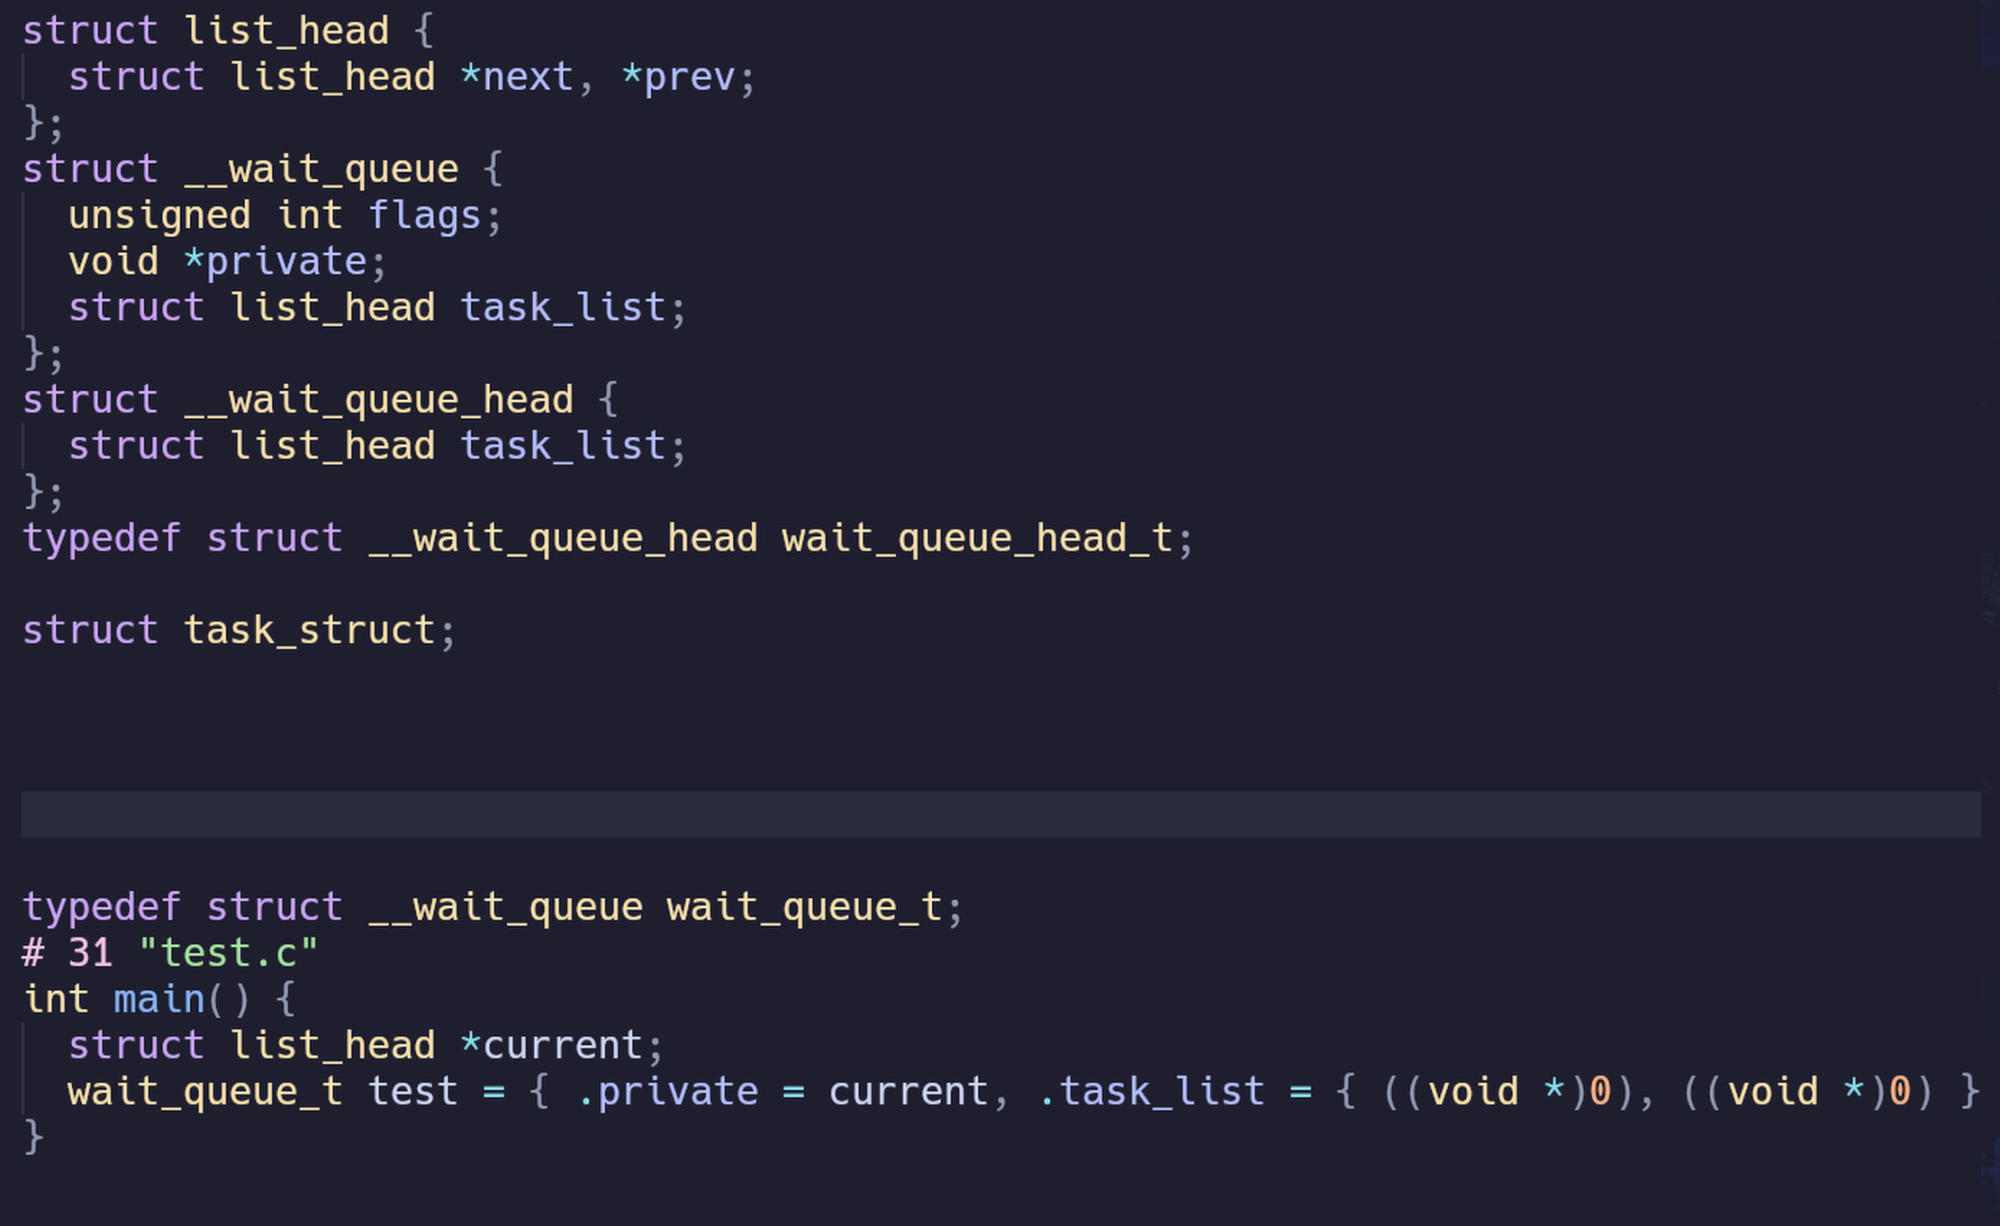 struct list_head {
  struct list_head *next, *prev;
};
struct __wait_queue {
  unsigned int flags;
  void *private;
  struct list_head task_list;
};
struct __wait_queue_head {
  struct list_head task_list;
};
typedef struct __wait_queue_head wait_queue_head_t;
struct task_struct;
typedef struct __wait_queue wait_queue_t;
# 31 "test.c"
int main() {
  struct list_head *current;
  wait_queue_t test = { .private = current, .task_list = { ((void *)0), ((void *)0) }
}